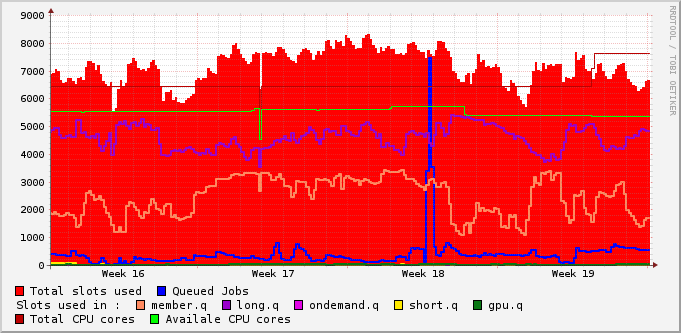 RRDTOOL / TOBI OETIKER
9000
8000
7000
6000
5000
4000
3000
2000
1000
0
Week 16 Week 17 Week 18 Week 19
Total slots used Queued Jobs
Slots used in : member.q long.q ondemand.q short.q gpu.q
Total CPU cores Availale CPU cores